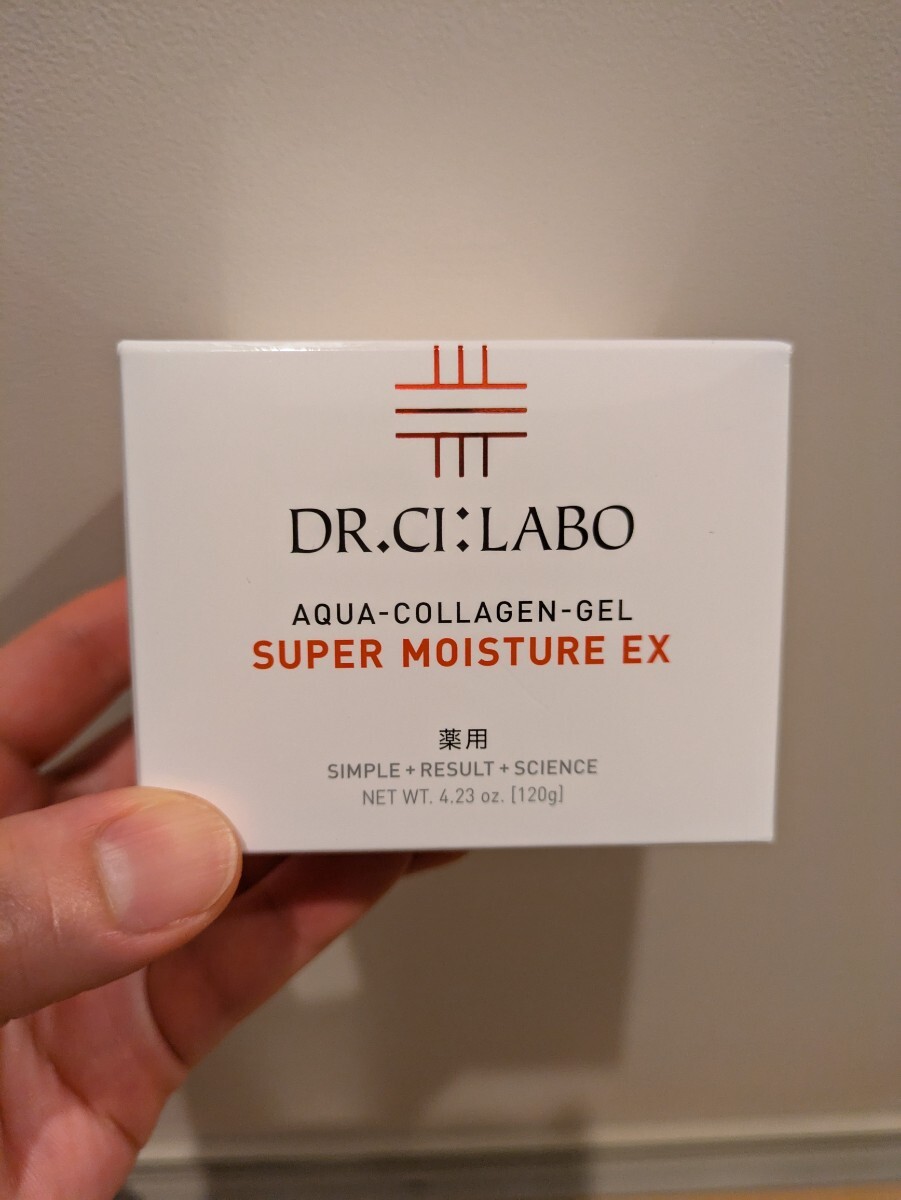 DR.CI:LABO
AQUA-COLLAGEN-GEL
SUPER MOISTURE EX
薬用
SIMPLE + RESULT + SCIENCE
NET WT. 4.23 oz. [120g]